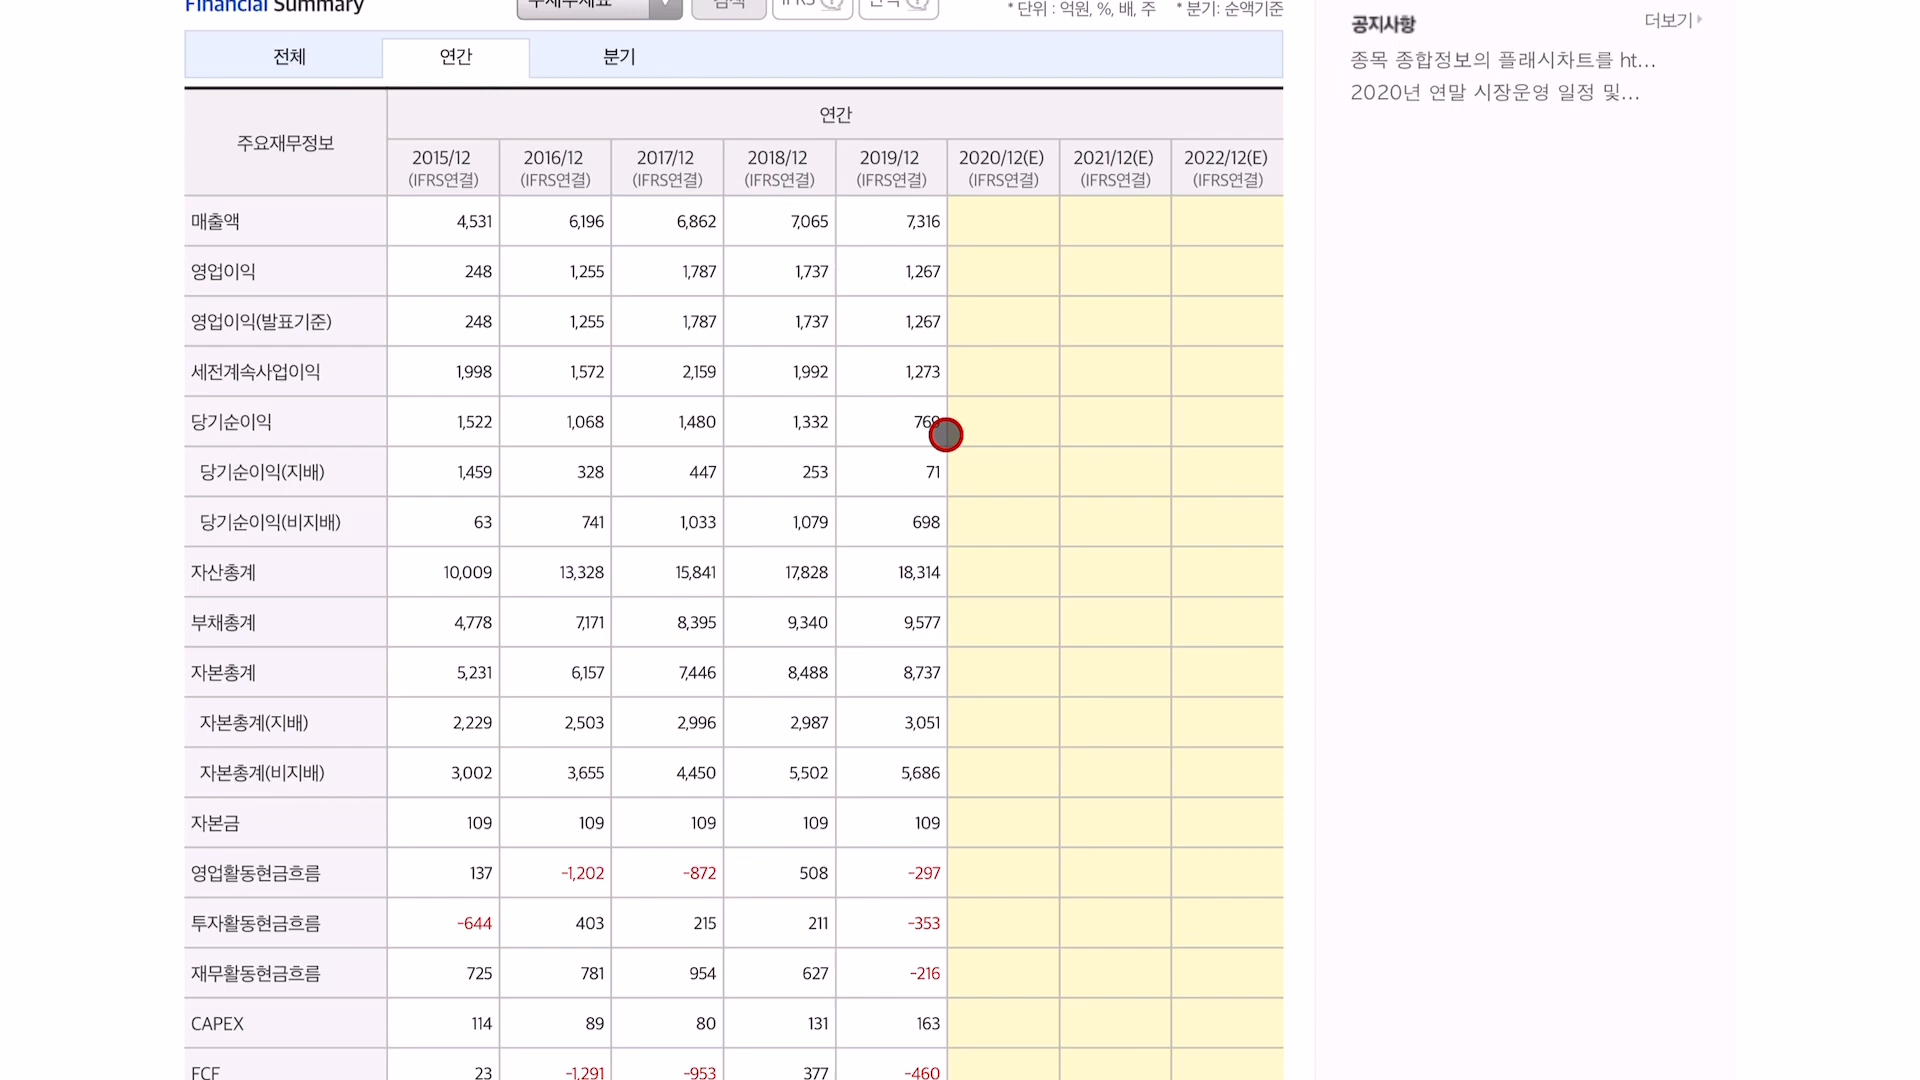 Financial Summary
* 단위 : 억원, %, 배, 주 * 분기: 순액기준
전체 연간 분기
주요재무정보 연간
2015/12 2016/12 2017/12 2018/12 2019/12 2020/12(E) 2021/12(E) 2022/12(E)
(IFRS연결) (IFRS연결) (IFRS연결) (IFRS연결) (IFRS연결) (IFRS연결) (IFRS연결) (IFRS연결)
매출액 4,531 6,196 6,862 7,065 7,316
영업이익 248 1,255 1,787 1,737 1,267
영업이익(발표기준) 248 1,255 1,787 1,737 1,267
세전계속사업이익 1,998 1,572 2,159 1,992 1,273
당기순이익 1,522 1,068 1,480 1,332
당기순이익(지배) 1,459 328 447 253 71
당기순이익(비지배) 63 741 1,033 1,079 698
자산총계 10,009 13,328 15,841 17,828 18,314
부채총계 4,778 7,171 8,395 9,340 9,577
자본총계 5,231 6,157 7,446 8,488 8,737
자본총계(지배) 2,229 2,503 2,996 2,987 3,051
자본총계(비지배) 3,002 3,655 4,450 5,502 5,686
자본금 109 109 109 109 109
영업활동현금흐름 137 -1,202 -872 508 -297
투자활동현금흐름 -644 403 215 211 -353
재무활동현금흐름 725 781 954 627 -216
CAPEX 114 89 80 131 163
FCF 23 -1,291 -953 377 -460
공지사항 더보기
종목 종합정보의 플래시차트를 ht...
2020년 연말 시장운영 일정 및...